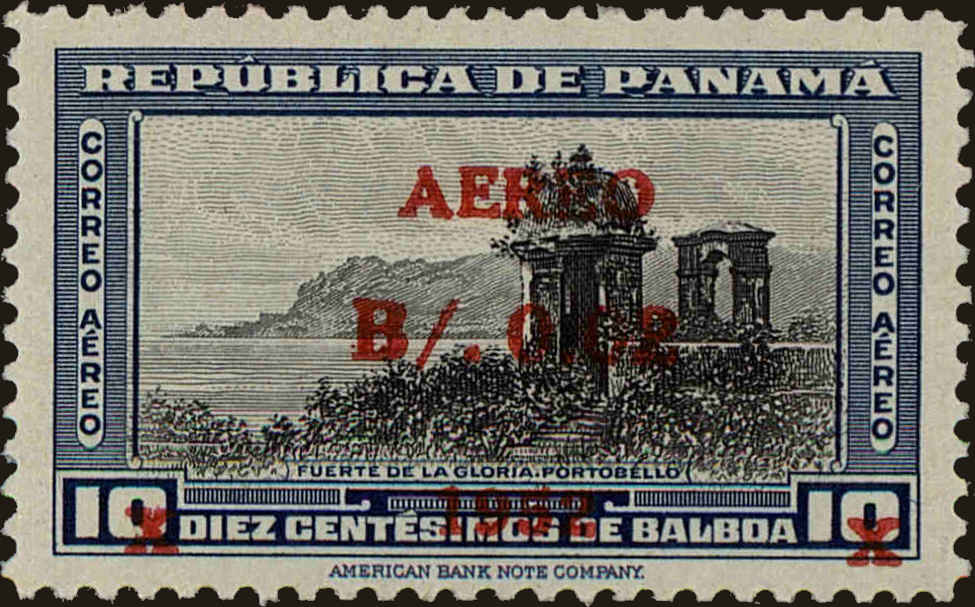 REPÚBLICA DE PANAMÁ
CORREO AÉREO
CORREO AÉREO
AEREO
B/. 0.02
FUERTE DE LA GLORIA, PORTOBELLO
1952
10 DIEZ CENTÉSIMOS DE BALBOA 10
X X
AMERICAN BANK NOTE COMPANY.